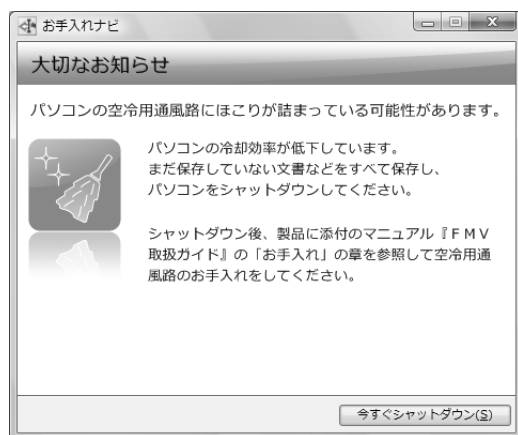 お手入れナビ
大切なお知らせ
パソコンの空冷用通風路にほこりが詰まっている可能性があります。
パソコンの冷却効率が低下しています。
まだ保存していない文書などをすべて保存し、
パソコンをシャットダウンしてください。
シャットダウン後、製品に添付のマニュアル『ＦＭＶ
取扱ガイド』の「お手入れ」の章を参照して空冷用通
風路のお手入れをしてください。
今すぐシャットダウン(S)